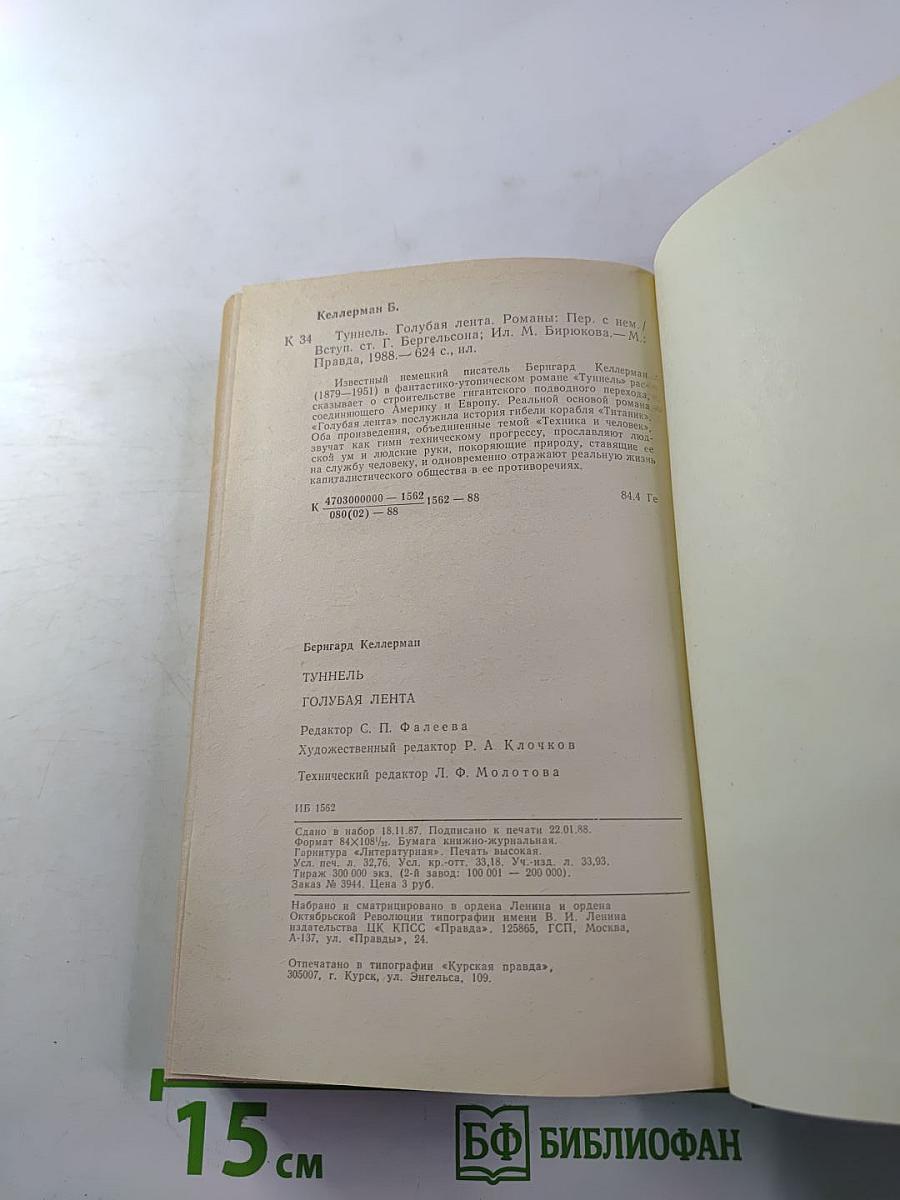 Келлерман Б.
К 34 Туннель. Голубая лента. Романы: Пер. с нем./
Вступ. ст. Г. Бергельсона; Ил. М. Бирюкова.— М.:
Правда, 1988.— 624 с., ил.
Известный немецкий писатель Бернгард Келлерман
(1879—1951) в фантастико-утопическом романе «Туннель» рас-
сказывает о строительстве гигантского подводного перехода,
соединяющего Америку и Европу. Реальной основой романа
«Голубая лента» послужила история гибели корабля «Титаник».
Оба произведения, объединенные темой «Техника и человек»,
звучат как гимн техническому прогрессу, прославляют люд-
ской ум и людские руки, покоряющие природу, ставящие ее
на службу человеку, и одновременно отражают реальную жизнь
капиталистического общества в ее противоречиях.
К 4703000000 — 1562 1562 — 88 84.4 Ге
080(02) — 88
Бернгард Келлерман
ТУННЕЛЬ
ГОЛУБАЯ ЛЕНТА
Редактор С. П. Фалеева
Художественный редактор Р. А. Клочков
Технический редактор Л. Ф. Молотова
ИБ 1562
Сдано в набор 18.11.87. Подписано к печати 22.01.88.
Формат 84×108¹/₃₂. Бумага книжно-журнальная.
Гарнитура «Литературная». Печать высокая.
Усл. печ. л. 32,76. Усл. кр.-отт. 33,18. Уч.-изд. л. 33,93.
Тираж 300 000 экз. (2-й завод: 100 001 — 200 000).
Заказ № 3944. Цена 3 руб.
Набрано и сматрицировано в ордена Ленина и ордена
Октябрьской Революции типографии имени В. И. Ленина
издательства ЦК КПСС «Правда». 125865, ГСП, Москва,
А-137, ул. «Правды», 24.
Отпечатано в типографии «Курская правда»,
305007, г. Курск, ул. Энгельса, 109.
15 см
БФ БИБЛИОФАН